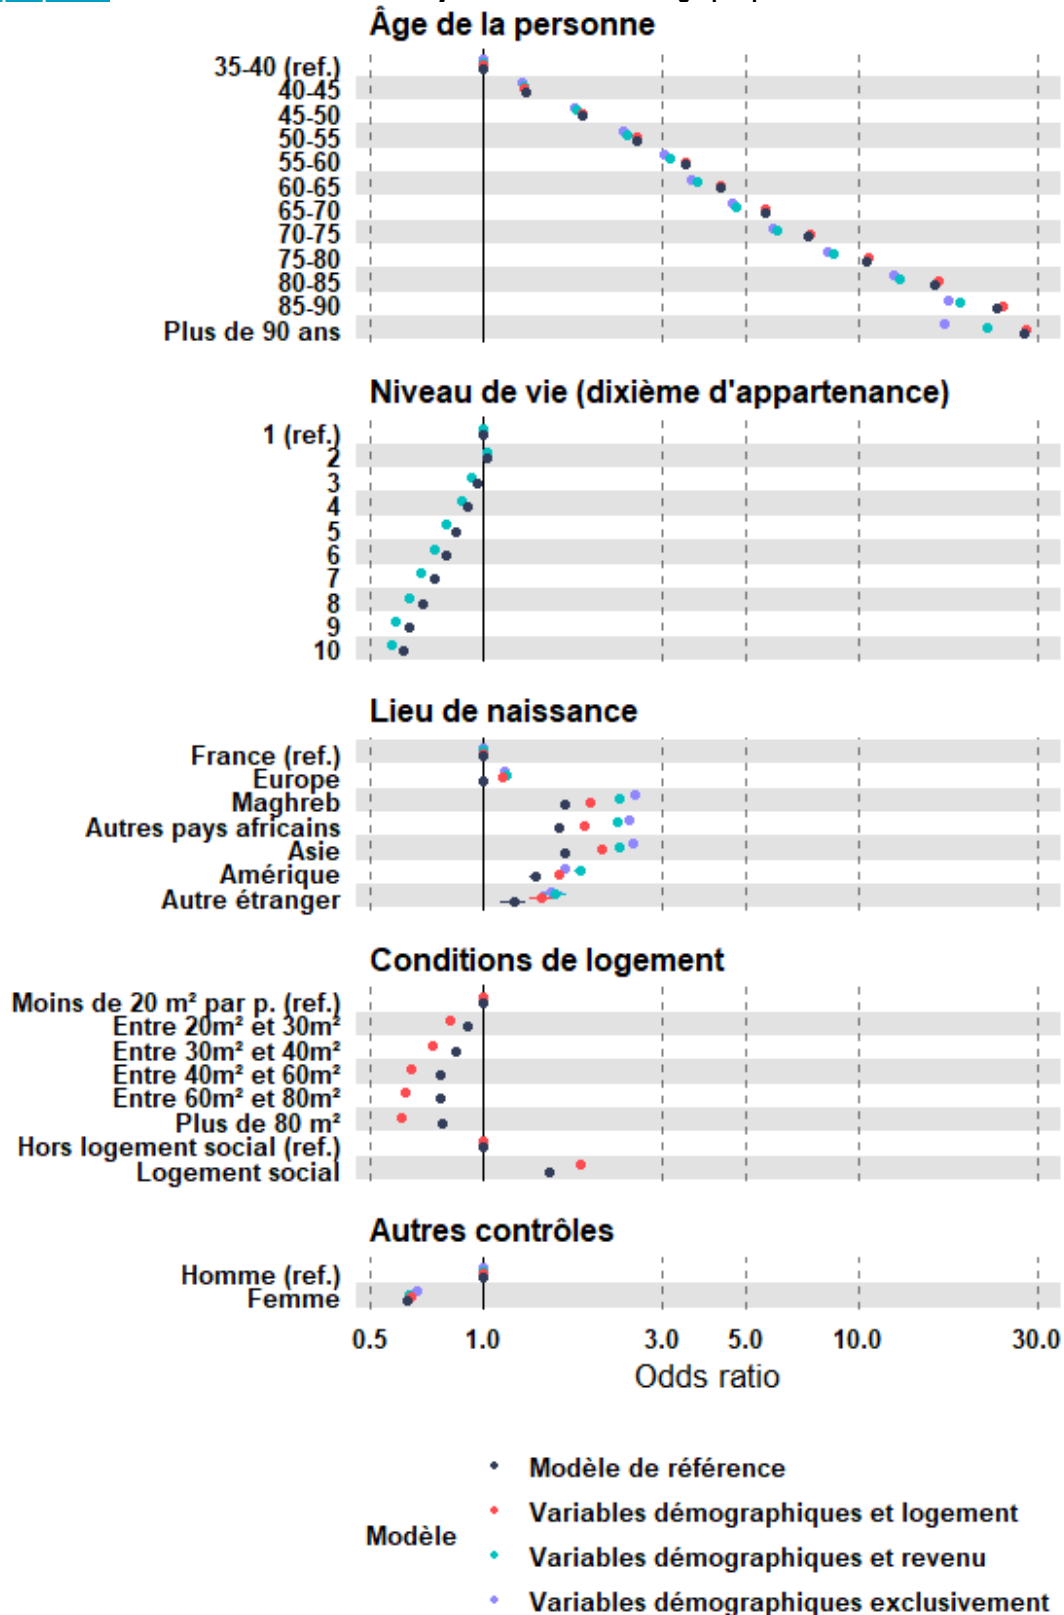 Âge de la personne
35-40 (ref.)
40-45
45-50
50-55
55-60
60-65
65-70
70-75
75-80
80-85
85-90
Plus de 90 ans
Niveau de vie (dixième d'appartenance)
1 (ref.)
2
3
4
5
6
7
8
9
10
Lieu de naissance
France (ref.)
Europe
Maghreb
Autres pays africains
Asie
Amérique
Autre étranger
Conditions de logement
Moins de 20 m² par p. (ref.)
Entre 20m² et 30m²
Entre 30m² et 40m²
Entre 40m² et 60m²
Entre 60m² et 80m²
Plus de 80 m²
Hors logement social (ref.)
Logement social
Autres contrôles
Homme (ref.)
Femme
0.5 1.0 3.0 5.0 10.0 30.0
Odds ratio
Modèle
Modèle de référence
Variables démographiques et logement
Variables démographiques et revenu
Variables démographiques exclusivement